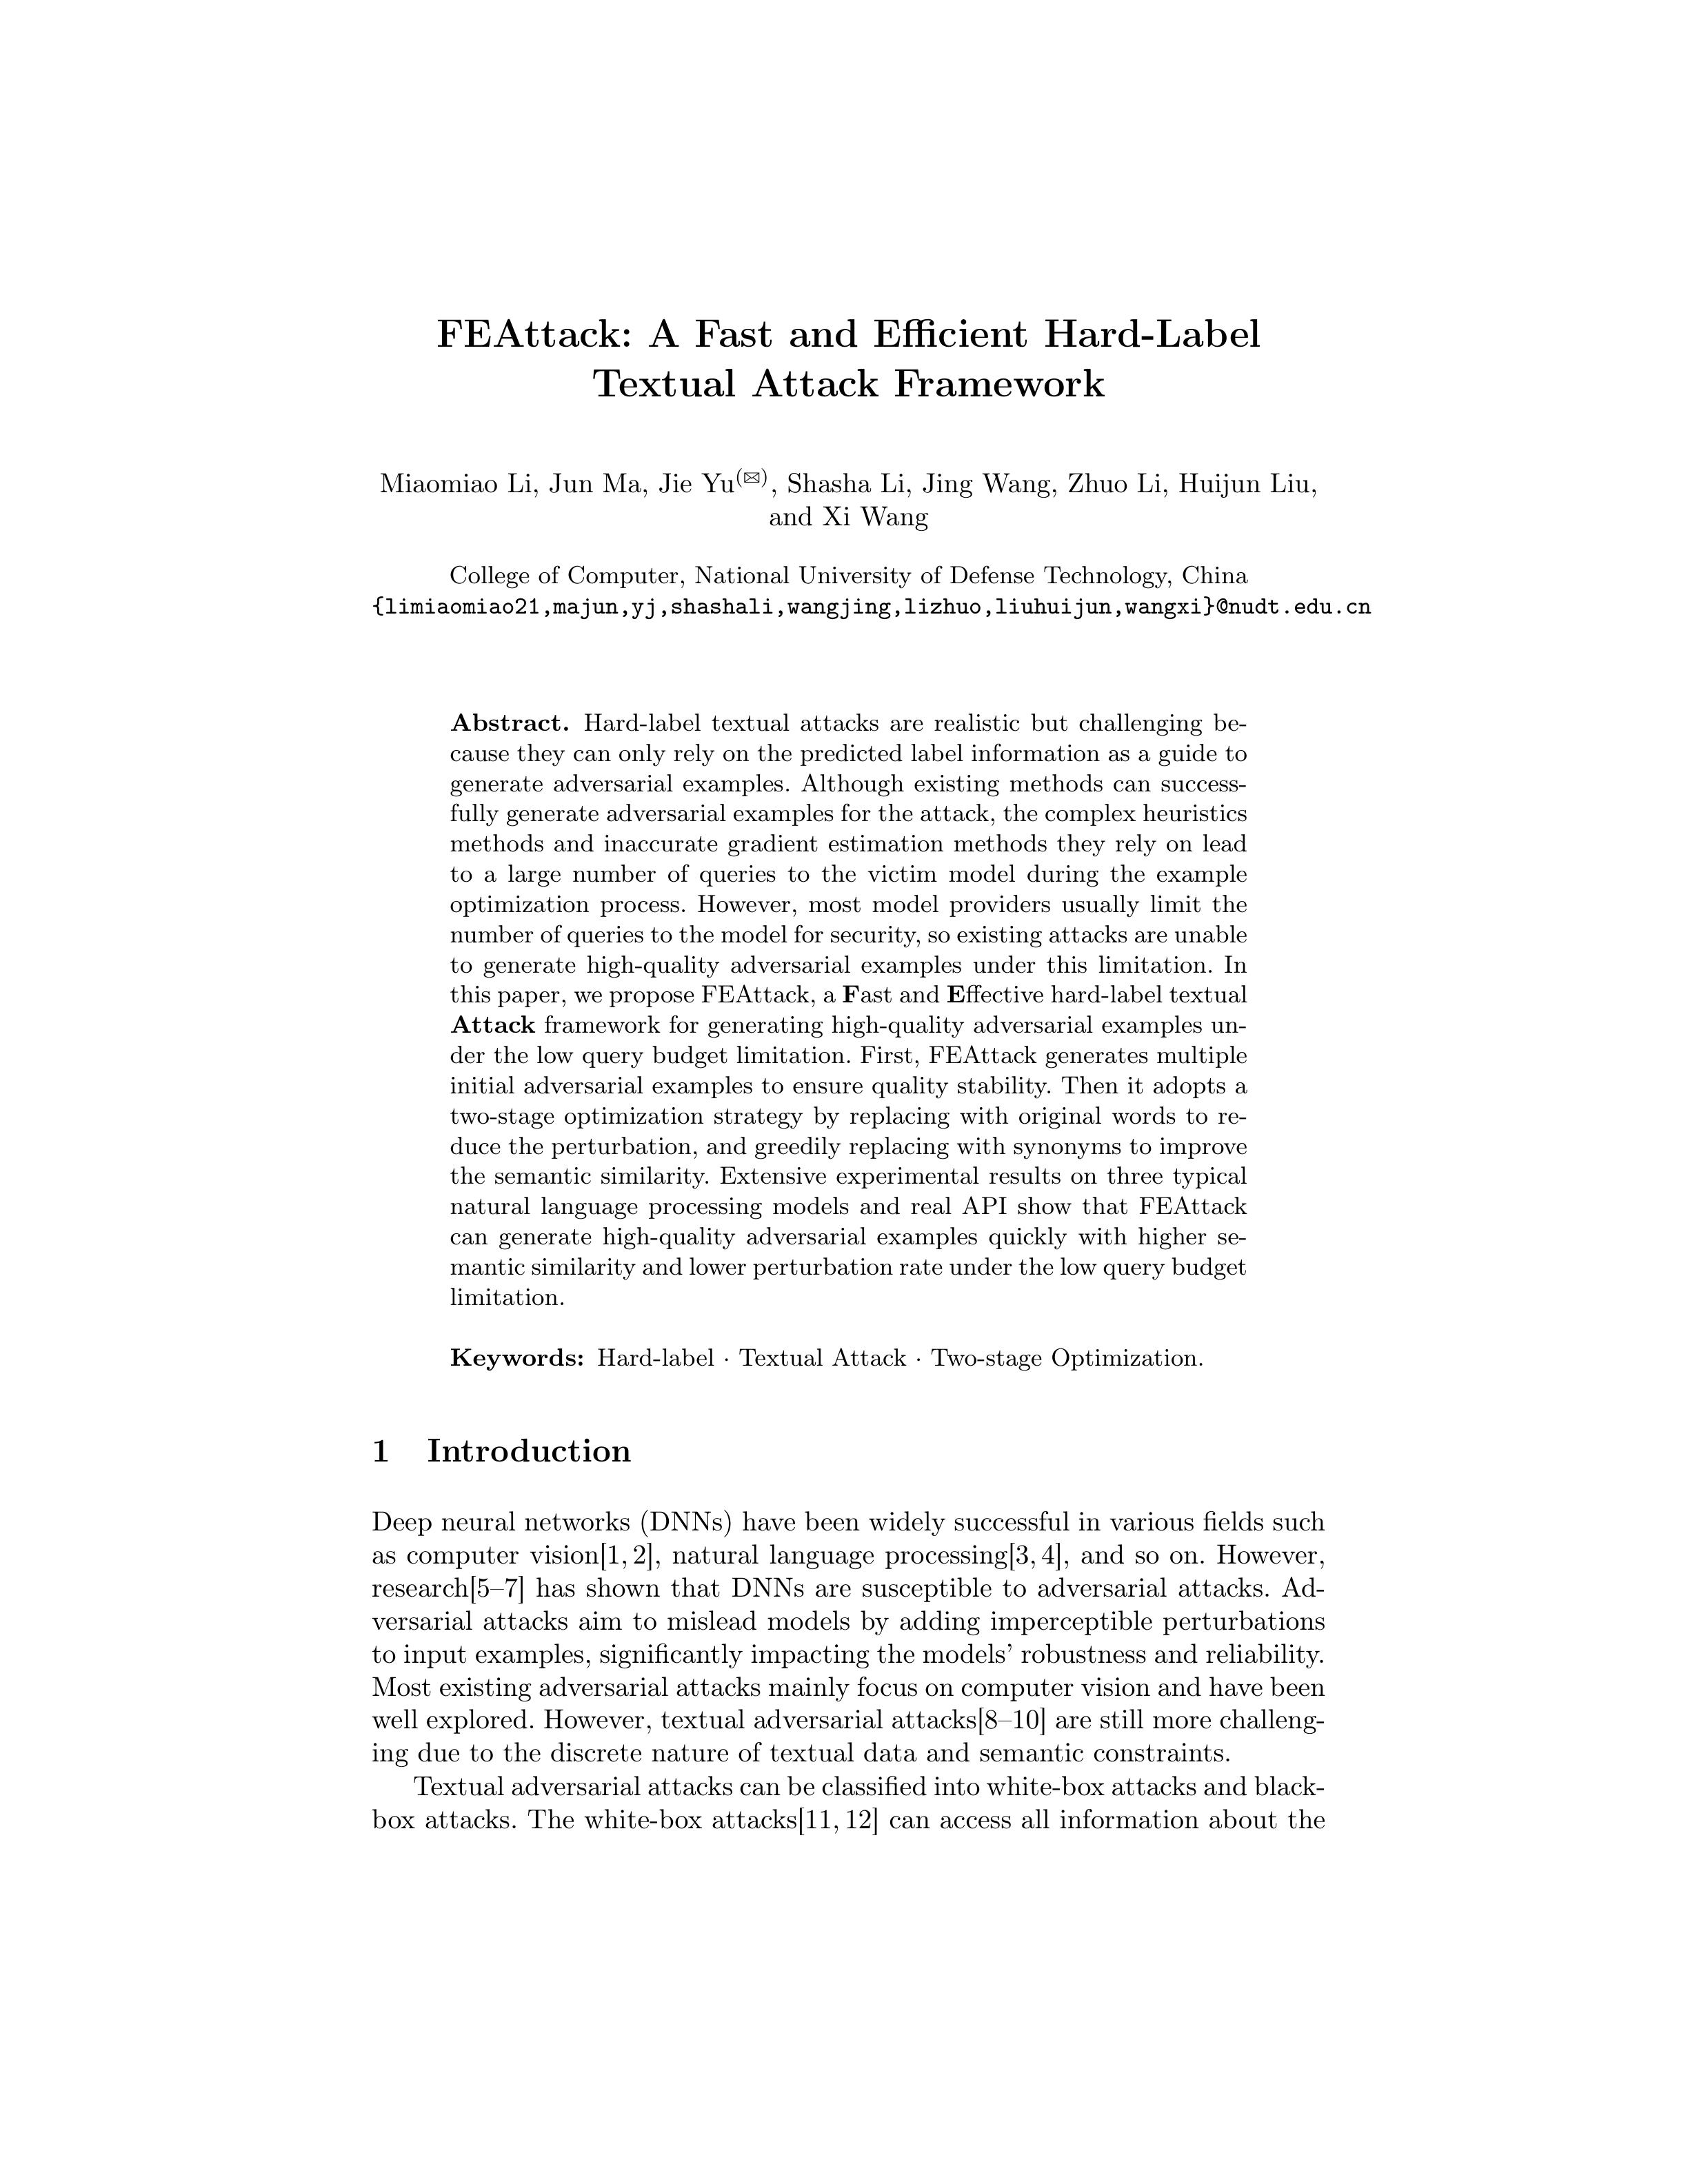 FEAttack: A Fast and Efficient Hard-Label
Textual Attack Framework
Miaomiao Li, Jun Ma, Jie Yu(✉), Shasha Li, Jing Wang, Zhuo Li, Huijun Liu,
and Xi Wang
College of Computer, National University of Defense Technology, China
{limiaomiao21,majun,yj,shashali,wangjing,lizhuo,liuhuijun,wangxi}@nudt.edu.cn
Abstract. Hard-label textual attacks are realistic but challenging be-
cause they can only rely on the predicted label information as a guide to
generate adversarial examples. Although existing methods can success-
fully generate adversarial examples for the attack, the complex heuristics
methods and inaccurate gradient estimation methods they rely on lead
to a large number of queries to the victim model during the example
optimization process. However, most model providers usually limit the
number of queries to the model for security, so existing attacks are unable
to generate high-quality adversarial examples under this limitation. In
this paper, we propose FEAttack, a Fast and Effective hard-label textual
Attack framework for generating high-quality adversarial examples un-
der the low query budget limitation. First, FEAttack generates multiple
initial adversarial examples to ensure quality stability. Then it adopts a
two-stage optimization strategy by replacing with original words to re-
duce the perturbation, and greedily replacing with synonyms to improve
the semantic similarity. Extensive experimental results on three typical
natural language processing models and real API show that FEAttack
can generate high-quality adversarial examples quickly with higher se-
mantic similarity and lower perturbation rate under the low query budget
limitation.
Keywords: Hard-label · Textual Attack · Two-stage Optimization.
1 Introduction
Deep neural networks (DNNs) have been widely successful in various fields such
as computer vision[1, 2], natural language processing[3, 4], and so on. However,
research[5–7] has shown that DNNs are susceptible to adversarial attacks. Ad-
versarial attacks aim to mislead models by adding imperceptible perturbations
to input examples, significantly impacting the models' robustness and reliability.
Most existing adversarial attacks mainly focus on computer vision and have been
well explored. However, textual adversarial attacks[8–10] are still more challeng-
ing due to the discrete nature of textual data and semantic constraints.
Textual adversarial attacks can be classified into white-box attacks and black-
box attacks. The white-box attacks[11, 12] can access all information about the